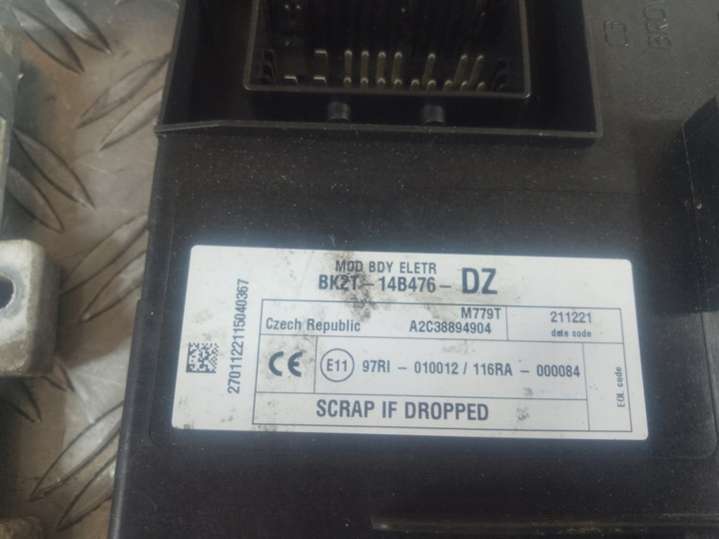 MOD BDY ELETR
BK2T-14B476- DZ
M779T
Czech Republic A2C38894904
211221
date code
27011221115040367
CE E11 97RI - 010012 / 116RA - 000084
EOL code
SCRAP IF DROPPED